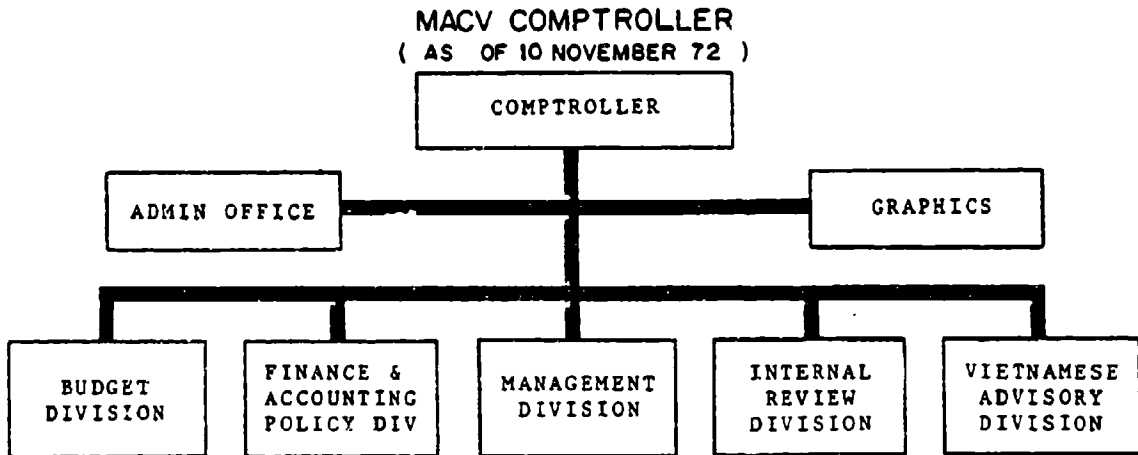 MACV COMPTROLLER
( AS OF 10 NOVEMBER 72 )
COMPTROLLER
ADMIN OFFICE
GRAPHICS
BUDGET
DIVISION
FINANCE &
ACCOUNTING
POLICY DIV
MANAGEMENT
DIVISION
INTERNAL
REVIEW
DIVISION
VIETNAMESE
ADVISORY
DIVISION